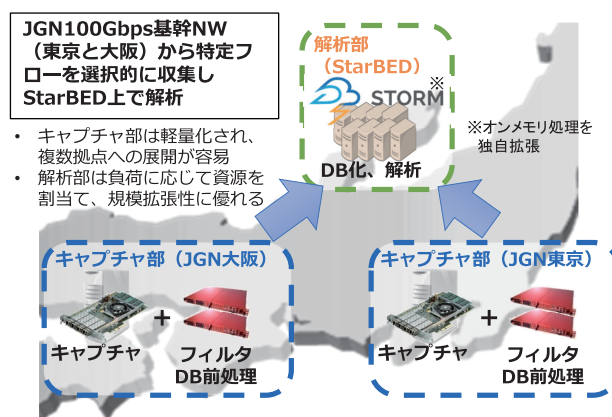 JGN100Gbps基幹NW
（東京と大阪）から特定フ
ローを選択的に収集し
StarBED上で解析
• キャプチャ部は軽量化され、
複数拠点への展開が容易
• 解析部は負荷に応じて資源を
割当て、規模拡張性に優れる
解析部
（StarBED）
STORM※
DB化、解析
※オンメモリ処理を
独自拡張
キャプチャ部（JGN大阪）
キャプチャ
+
フィルタ
DB前処理
キャプチャ部（JGN東京）
キャプチャ
+
フィルタ
DB前処理